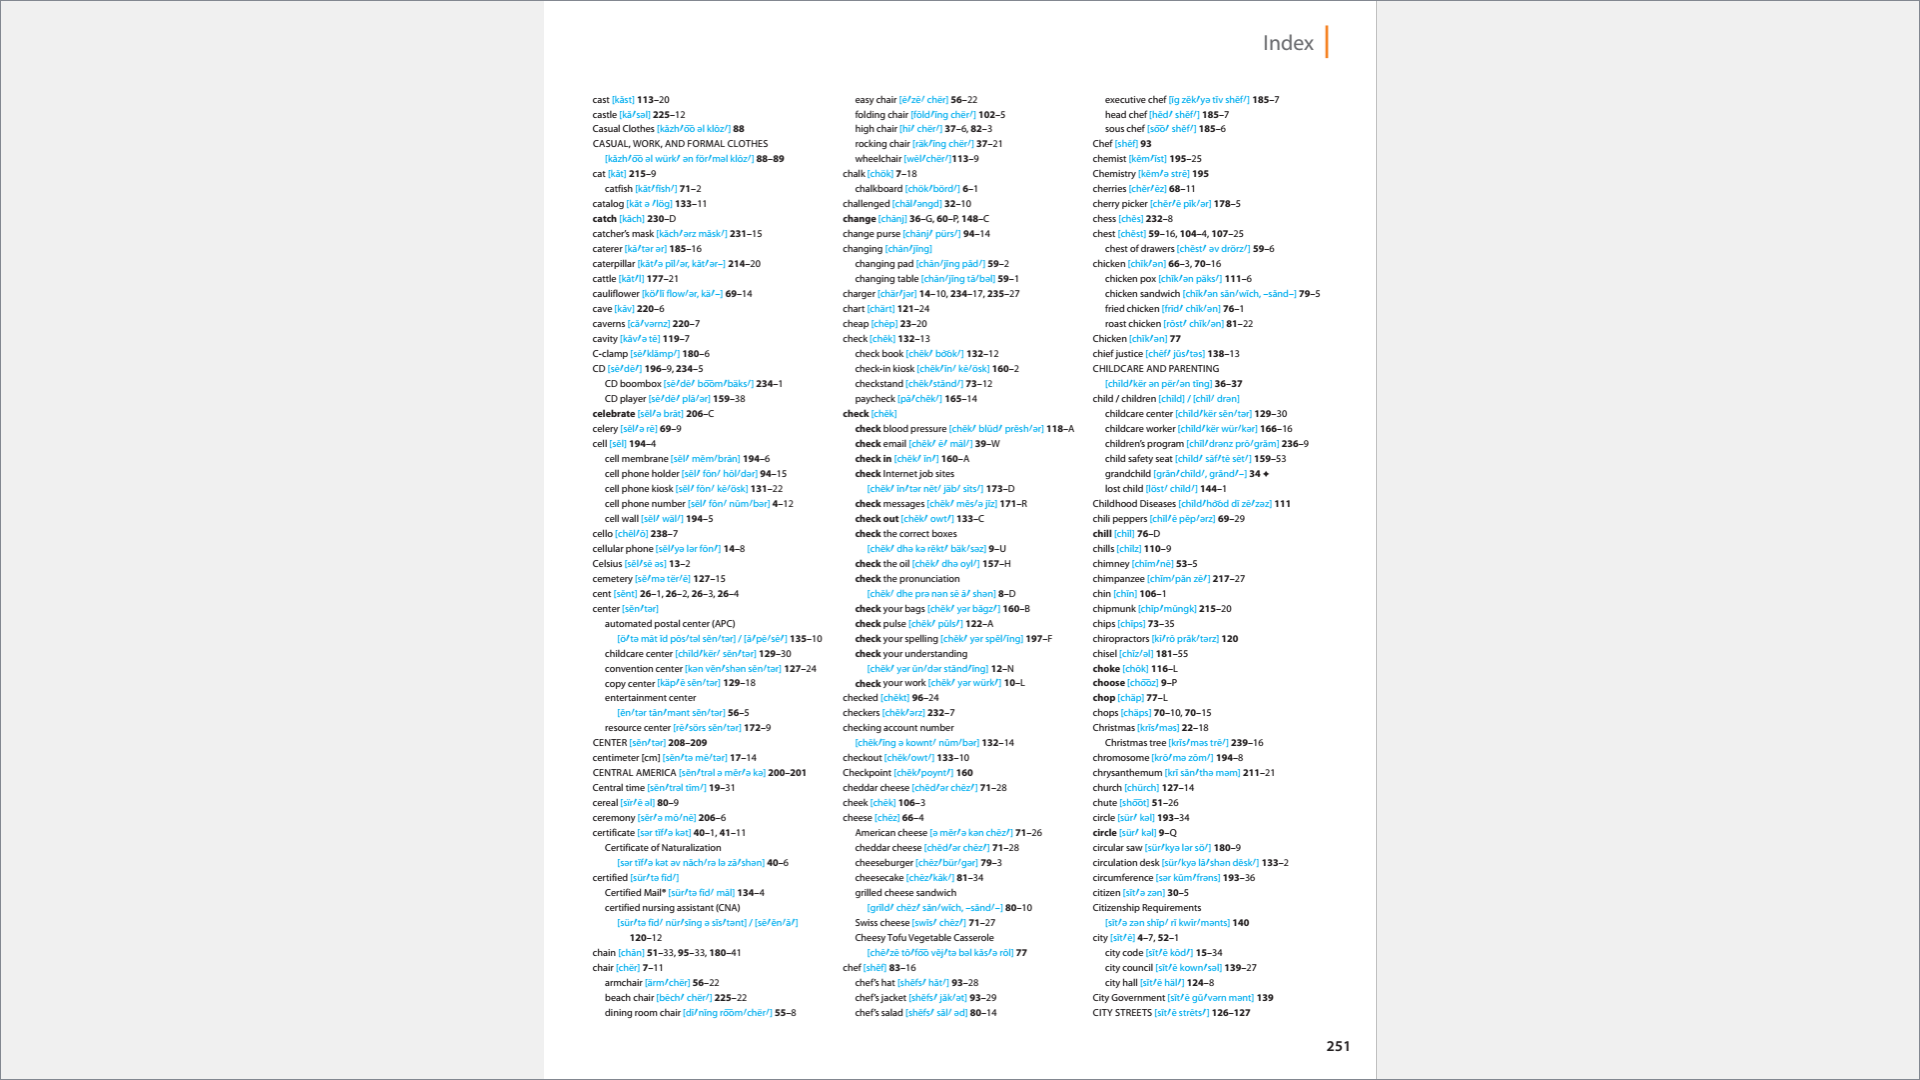 Index
cast [kăst] 113–20
castle [kă′səl] 225–12
Casual Clothes [kăzh′o͞o əl klōz′] 88
CASUAL, WORK, AND FORMAL CLOTHES
[kăzh′o͞o əl würk′ ən för′məl klōz′] 88–89
cat [kăt] 215–9
catfish [kăt′fĭsh′] 71–2
catalog [kăt ə ′lög] 133–11
catch [kăch] 230–D
catcher's mask [kăch′ərz măsk′] 231–15
caterer [kā′tər ər] 185–16
caterpillar [kăt′ə pĭl′ər, kăt′ər–] 214–20
cattle [kăt′l] 177–21
cauliflower [kö′lĭ flow′ər, kä′–] 69–14
cave [kāv] 220–6
caverns [că′vərnz] 220–7
cavity [kăv′ə tē] 119–7
C-clamp [sē′klămp′] 180–6
CD [sē′dē′] 196–9, 234–5
CD boombox [sē′dē′ bo͞om′bäks′] 234–1
CD player [sē′dē′ plā′ər] 159–38
celebrate [sĕl′ə brāt] 206–C
celery [sĕl′ə rē] 69–9
cell [sĕl] 194–4
cell membrane [sĕl′ mĕm′brān] 194–6
cell phone holder [sĕl′ fōn′ hōl′dər] 94–15
cell phone kiosk [sĕl′ fōn′ kē′ösk] 131–22
cell phone number [sĕl′ fōn′ nŭm′bər] 4–12
cell wall [sĕl′ wäl′] 194–5
cello [chĕl′ō] 238–7
cellular phone [sĕl′yə lər fōn′] 14–8
Celsius [sĕl′sē əs] 13–2
cemetery [sĕ′mə tër′ē] 127–15
cent [sĕnt] 26–1, 26–2, 26–3, 26–4
center [sĕn′tər]
automated postal center (APC)
[ö′tə māt ĭd pōs′təl sĕn′tər] / [ā′pē′sē′] 135–10
childcare center [chīld′kër′ sĕn′tər] 129–30
convention center [kən vĕn′shən sĕn′tər] 127–24
copy center [käp′ē sĕn′tər] 129–18
entertainment center
[ĕn′tər tān′mənt sĕn′tər] 56–5
resource center [rē′sörs sĕn′tər] 172–9
CENTER [sĕn′tər] 208–209
centimeter [cm] [sĕn′tə mē′tər] 17–14
CENTRAL AMERICA [sĕn′trəl ə mër′ə kə] 200–201
Central time [sĕn′trəl tīm′] 19–31
cereal [sïr′ē əl] 80–9
ceremony [sër′ə mō′nē] 206–6
certificate [sər tĭf′ə kət] 40–1, 41–11
Certificate of Naturalization
[sər tĭf′ə kət əv năch′rə lə zā′shən] 40–6
certified [sür′tə fīd′]
Certified Mail® [sür′tə fīd′ māl] 134–4
certified nursing assistant (CNA)
[sür′tə fīd′ nür′sĭng ə sĭs′tənt] / [sē′ĕn′ā′]
120–12
chain [chān] 51–33, 95–33, 180–41
chair [chër] 7–11
armchair [ärm′chër] 56–22
beach chair [bēch′ chër′] 225–22
dining room chair [dī′nĭng ro͞om′chër′] 55–8
easy chair [ē′zē′ chër] 56–22
folding chair [fōld′ĭng chër′] 102–5
high chair [hī′ chër′] 37–6, 82–3
rocking chair [räk′ĭng chër′] 37–21
wheelchair [wēl′chër′]113–9
chalk [chök] 7–18
chalkboard [chök′börd′] 6–1
challenged [chăl′əngd] 32–10
change [chānj] 36–G, 60–P, 148–C
change purse [chānj′ pürs′] 94–14
changing [chān′jĭng]
changing pad [chān′jĭng păd′] 59–2
changing table [chān′jĭng tā′bəl] 59–1
charger [chär′jər] 14–10, 234–17, 235–27
chart [chärt] 121–24
cheap [chēp] 23–20
check [chĕk] 132–13
check book [chĕk′ bo͝ok′] 132–12
check-in kiosk [chĕk′ĭn′ kē′ösk] 160–2
checkstand [chĕk′stănd′] 73–12
paycheck [pā′chĕk′] 165–14
check [chĕk]
check blood pressure [chĕk′ blŭd′ prĕsh′ər] 118–A
check email [chĕk′ ē′ māl′] 39–W
check in [chĕk′ ĭn′] 160–A
check Internet job sites
[chĕk′ ĭn′tər nĕt′ jäb′ sīts′] 173–D
check messages [chĕk′ mĕs′ə jĭz] 171–R
check out [chĕk′ owt′] 133–C
check the correct boxes
[chĕk′ dhə kə rĕkt′ bäk′səz] 9–U
check the oil [chĕk′ dhə oyl′] 157–H
check the pronunciation
[chĕk′ dhe prə nən sē ā′ shən] 8–D
check your bags [chĕk′ yər băgz′] 160–B
check pulse [chĕk′ pŭls′] 122–A
check your spelling [chĕk′ yər spĕl′ĭng] 197–F
check your understanding
[chĕk′ yər ŭn′dər stănd′ĭng] 12–N
check your work [chĕk′ yər würk′] 10–L
checked [chĕkt] 96–24
checkers [chĕk′ərz] 232–7
checking account number
[chĕk′ĭng ə kownt′ nŭm′bər] 132–14
checkout [chĕk′owt′] 133–10
Checkpoint [chĕk′poynt′] 160
cheddar cheese [chĕd′ər chēz′] 71–28
cheek [chēk] 106–3
cheese [chēz] 66–4
American cheese [ə mër′ə kən chēz′] 71–26
cheddar cheese [chĕd′ər chēz′] 71–28
cheeseburger [chēz′bür′gər] 79–3
cheesecake [chēz′kāk′] 81–34
grilled cheese sandwich
[grĭld′ chēz′ săn′wĭch, –sănd′–] 80–10
Swiss cheese [swĭs′ chēz′] 71–27
Cheesy Tofu Vegetable Casserole
[chē′zē tō′fo͞o vĕj′tə bəl kăs′ə rōl] 77
chef [shĕf] 83–16
chef's hat [shĕfs′ hăt′] 93–28
chef's jacket [shĕfs′ jăk′ət] 93–29
chef's salad [shĕfs′ săl′ əd] 80–14
executive chef [ĭg zĕk′yə tĭv shĕf′] 185–7
head chef [hĕd′ shĕf′] 185–7
sous chef [so͞o′ shĕf′] 185–6
Chef [shĕf] 93
chemist [kĕm′ĭst] 195–25
Chemistry [kĕm′ə strē] 195
cherries [chër′ēz] 68–11
cherry picker [chër′ē pĭk′ər] 178–5
chess [chĕs] 232–8
chest [chĕst] 59–16, 104–4, 107–25
chest of drawers [chĕst′ əv drörz′] 59–6
chicken [chĭk′ən] 66–3, 70–16
chicken pox [chĭk′ən päks′] 111–6
chicken sandwich [chĭk′ən săn′wĭch, –sănd–] 79–5
fried chicken [frīd′ chĭk′ən] 76–1
roast chicken [rōst′ chĭk′ən] 81–22
Chicken [chĭk′ən] 77
chief justice [chēf′ jŭs′təs] 138–13
CHILDCARE AND PARENTING
[chīld′kër ən për′ən tĭng] 36–37
child / children [chīld] / [chĭl′ drən]
childcare center [chīld′kër sĕn′tər] 129–30
childcare worker [chīld′kër wür′kər] 166–16
children's program [chĭl′drənz prō′grăm] 236–9
child safety seat [chīld′ sāf′tē sēt′] 159–53
grandchild [grăn′chīld′, grănd′–] 34 ✦
lost child [löst′ chīld′] 144–1
Childhood Diseases [chīld′ho͝od dĭ zē′zəz] 111
chili peppers [chĭl′ē pĕp′ərz] 69–29
chill [chĭl] 76–D
chills [chĭlz] 110–9
chimney [chĭm′nē] 53–5
chimpanzee [chĭm′păn zē′] 217–27
chin [chĭn] 106–1
chipmunk [chĭp′mŭngk] 215–20
chips [chĭps] 73–35
chiropractors [kī′rō prăk′tərz] 120
chisel [chĭz′əl] 181–55
choke [chōk] 116–L
choose [cho͞oz] 9–P
chop [chäp] 77–L
chops [chäps] 70–10, 70–15
Christmas [krĭs′məs] 22–18
Christmas tree [krĭs′məs trē′] 239–16
chromosome [krō′mə zōm′] 194–8
chrysanthemum [krĭ săn′thə məm] 211–21
church [chürch] 127–14
chute [sho͞ot] 51–26
circle [sür′ kəl] 193–34
circle [sür′ kəl] 9–Q
circular saw [sür′kyə lər sö′] 180–9
circulation desk [sür′kyə lā′shən dĕsk′] 133–2
circumference [sər kŭm′frəns] 193–36
citizen [sĭt′ə zən] 30–5
Citizenship Requirements
[sĭt′ə zən shĭp′ rĭ kwīr′mənts] 140
city [sĭt′ē] 4–7, 52–1
city code [sĭt′ē kōd′] 15–34
city council [sĭt′ē kown′səl] 139–27
city hall [sĭt′ē häl′] 124–8
City Government [sĭt′ē gŭ′vərn mənt] 139
CITY STREETS [sĭt′ē strēts′] 126–127
251